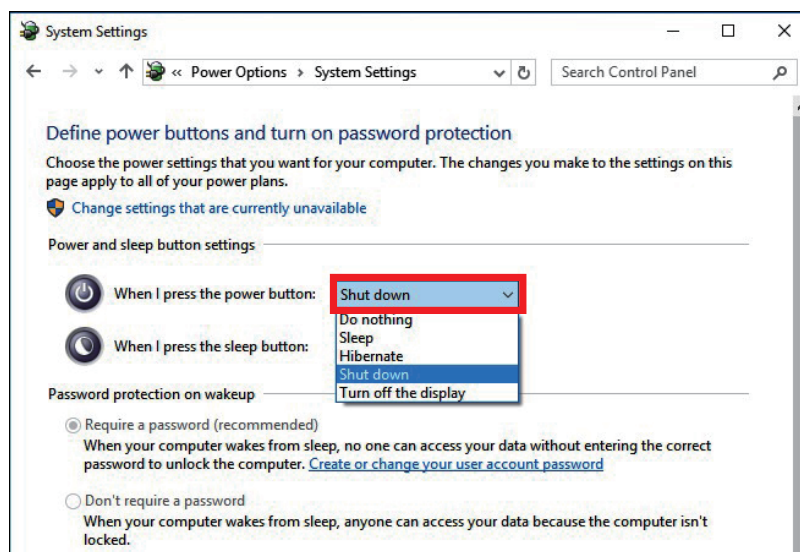 System Settings
« Power Options › System Settings
Search Control Panel
Define power buttons and turn on password protection
Choose the power settings that you want for your computer. The changes you make to the settings on this
page apply to all of your power plans.
Change settings that are currently unavailable
Power and sleep button settings
When I press the power button: Shut down
Do nothing
Sleep
When I press the sleep button:
Hibernate
Shut down
Turn off the display
Password protection on wakeup
Require a password (recommended)
When your computer wakes from sleep, no one can access your data without entering the correct
password to unlock the computer. Create or change your user account password
Don't require a password
When your computer wakes from sleep, anyone can access your data because the computer isn't
locked.